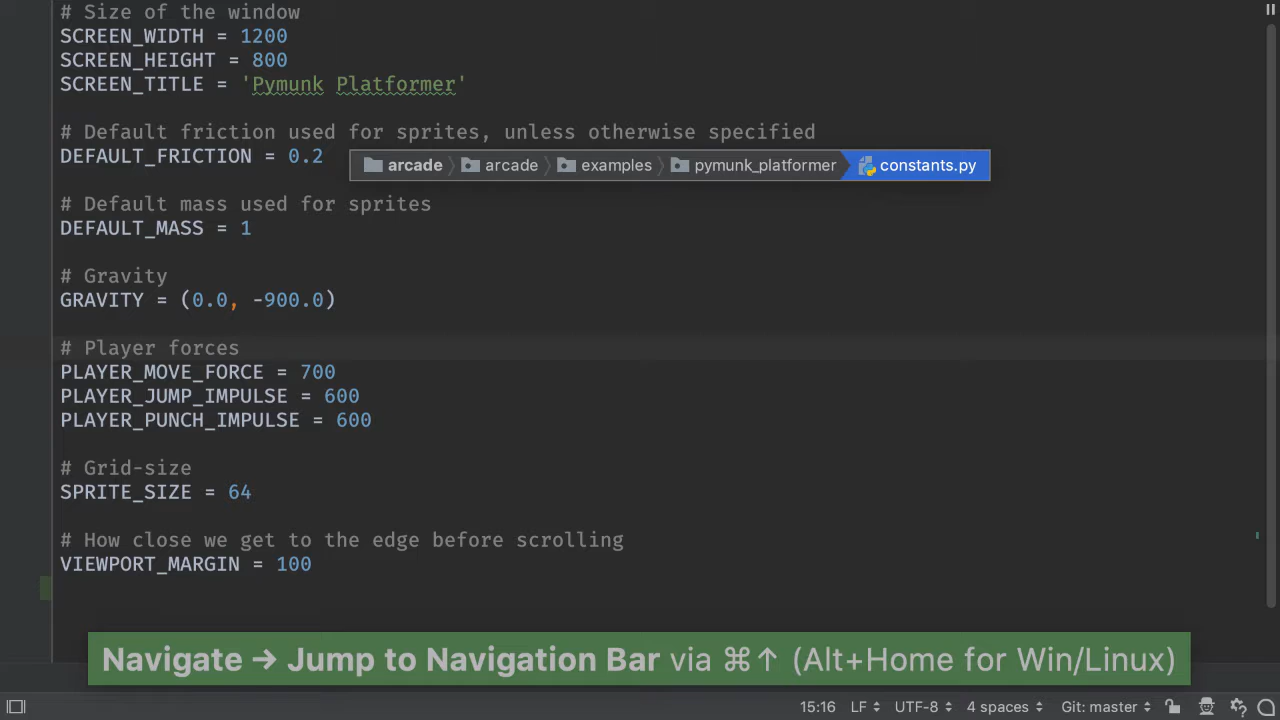 # Size of the window
SCREEN_WIDTH = 1200
SCREEN_HEIGHT = 800
SCREEN_TITLE = 'Pymunk Platformer'
# Default friction used for sprites, unless otherwise specified
DEFAULT_FRICTION = 0.2
arcade arcade examples pymunk_platformer constants.py
# Default mass used for sprites
DEFAULT_MASS = 1
# Gravity
GRAVITY = (0.0, -900.0)
# Player forces
PLAYER_MOVE_FORCE = 700
PLAYER_JUMP_IMPULSE = 600
PLAYER_PUNCH_IMPULSE = 600
# Grid-size
SPRITE_SIZE = 64
# How close we get to the edge before scrolling
VIEWPORT_MARGIN = 100
Navigate → Jump to Navigation Bar via ⌘↑ (Alt+Home for Win/Linux)
15:16 LF UTF-8 4 spaces Git: master